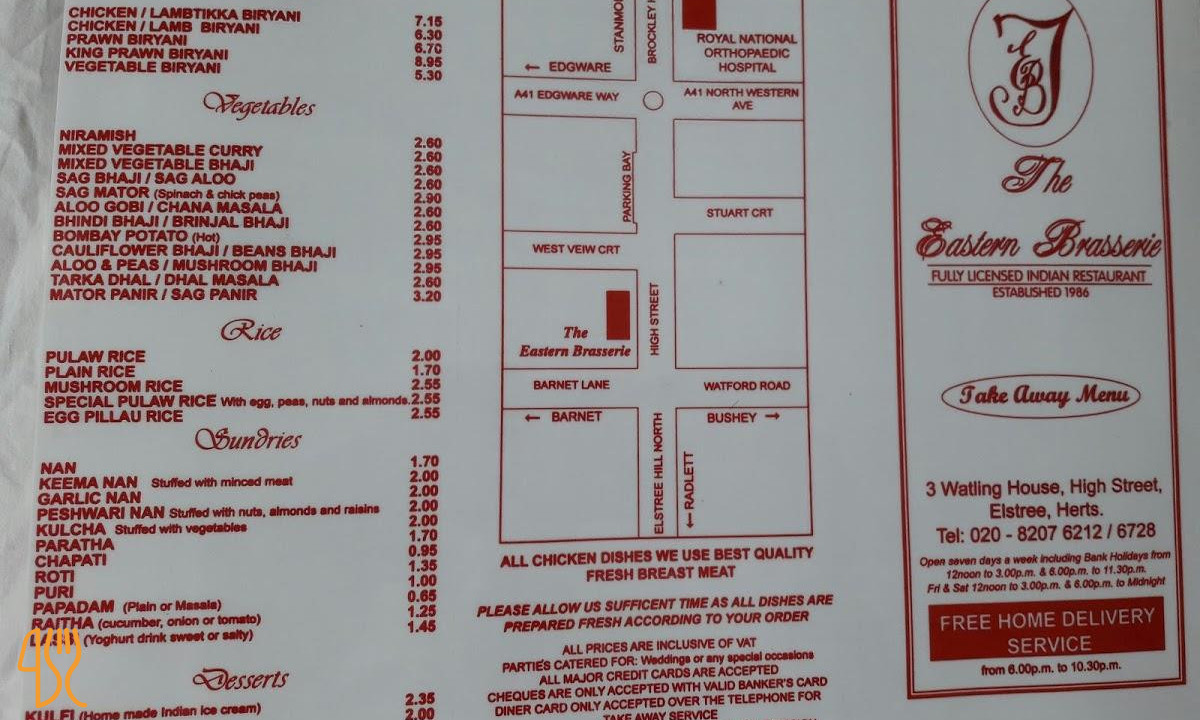 CHICKEN / LAMBTIKKA BIRYANI 7.15
CHICKEN / LAMB BIRYANI 6.30
PRAWN BIRYANI 6.70
KING PRAWN BIRYANI 8.95
VEGETABLE BIRYANI 5.30
Vegetables
NIRAMISH 2.60
MIXED VEGETABLE CURRY 2.60
MIXED VEGETABLE BHAJI 2.60
SAG BHAJI / SAG ALOO 2.60
SAG MATOR (Spinach & chick peas) 2.90
ALOO GOBI / CHANA MASALA 2.60
BHINDI BHAJI / BRINJAL BHAJI 2.60
BOMBAY POTATO (Hot) 2.95
CAULIFLOWER BHAJI / BEANS BHAJI 2.95
ALOO & PEAS / MUSHROOM BHAJI 2.95
TARKA DHAL / DHAL MASALA 2.60
MATOR PANIR / SAG PANIR 3.20
Rice
PULAW RICE 2.00
PLAIN RICE 1.70
MUSHROOM RICE 2.55
SPECIAL PULAW RICE With egg, peas, nuts and almonds. 2.55
EGG PILLAU RICE 2.55
Sundries
NAN 1.70
KEEMA NAN Stuffed with minced meat 2.00
GARLIC NAN 2.00
PESHWARI NAN Stuffed with nuts, almonds and raisins 2.00
KULCHA Stuffed with vegetables 2.00
PARATHA 1.70
CHAPATI 0.95
ROTI 1.35
PURI 1.00
PAPADAM (Plain or Masala) 0.65
RAITHA (cucumber, onion or tomato) 1.25
LASSI (Yoghurt drink sweet or salty) 1.45
Desserts
KULFI (Home made Indian ice cream) 2.35
2.00
BROCKLEY
ROYAL NATIONAL
ORTHOPAEDIC
HOSPITAL
← EDGWARE
A41 EDGWARE WAY
A41 NORTH WESTERN
AVE
PARKING BAY
STUART CRT
WEST VEIW CRT
HIGH STREET
The
Eastern Brasserie
BARNET LANE
WATFORD ROAD
← BARNET
BUSHEY →
ELSTREE HILL NORTH
← RADLETT
ALL CHICKEN DISHES WE USE BEST QUALITY
FRESH BREAST MEAT
PLEASE ALLOW US SUFFICENT TIME AS ALL DISHES ARE
PREPARED FRESH ACCORDING TO YOUR ORDER
ALL PRICES ARE INCLUSIVE OF VAT
PARTIES CATERED FOR: Weddings or any special occasions
ALL MAJOR CREDIT CARDS ARE ACCEPTED
CHEQUES ARE ONLY ACCEPTED WITH VALID BANKER'S CARD
DINER CARD ONLY ACCEPTED OVER THE TELEPHONE FOR
TAKE AWAY SERVICE
The
Eastern Brasserie
FULLY LICENSED INDIAN RESTAURANT
ESTABLISHED 1986
Take Away Menu
3 Watling House, High Street,
Elstree, Herts.
Tel: 020 - 8207 6212 / 6728
Open seven days a week including Bank Holidays from
12noon to 3.00p.m. & 6.00p.m. to 11.30p.m.
Fri & Sat 12noon to 3.00p.m. & 6.00p.m. to Midnight
FREE HOME DELIVERY
SERVICE
from 6.00p.m. to 10.30p.m.